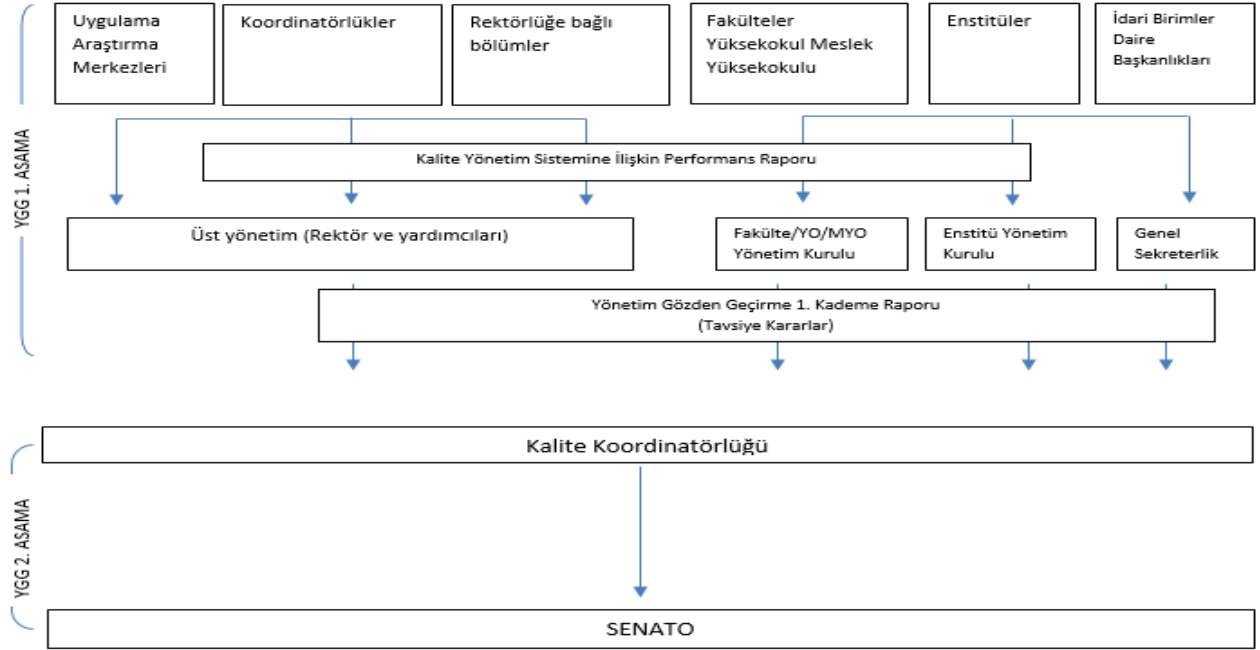 Uygulama
Araştırma
Merkezleri
Koordinatörlükler
Rektörlüğe bağlı
bölümler
Fakülteler
Yüksekokul Meslek
Yüksekokulu
Enstitüler
İdari Birimler
Daire
Başkanlıkları
YGG 1. ASAMA
Kalite Yönetim Sistemine İlişkin Performans Raporu
Üst yönetim (Rektör ve yardımcıları)
Fakülte/YO/MYO
Yönetim Kurulu
Enstitü Yönetim
Kurulu
Genel
Sekreterlik
Yönetim Gözden Geçirme 1. Kademe Raporu
(Tavsiye Kararlar)
YGG 2. ASAMA
Kalite Koordinatörlüğü
SENATO